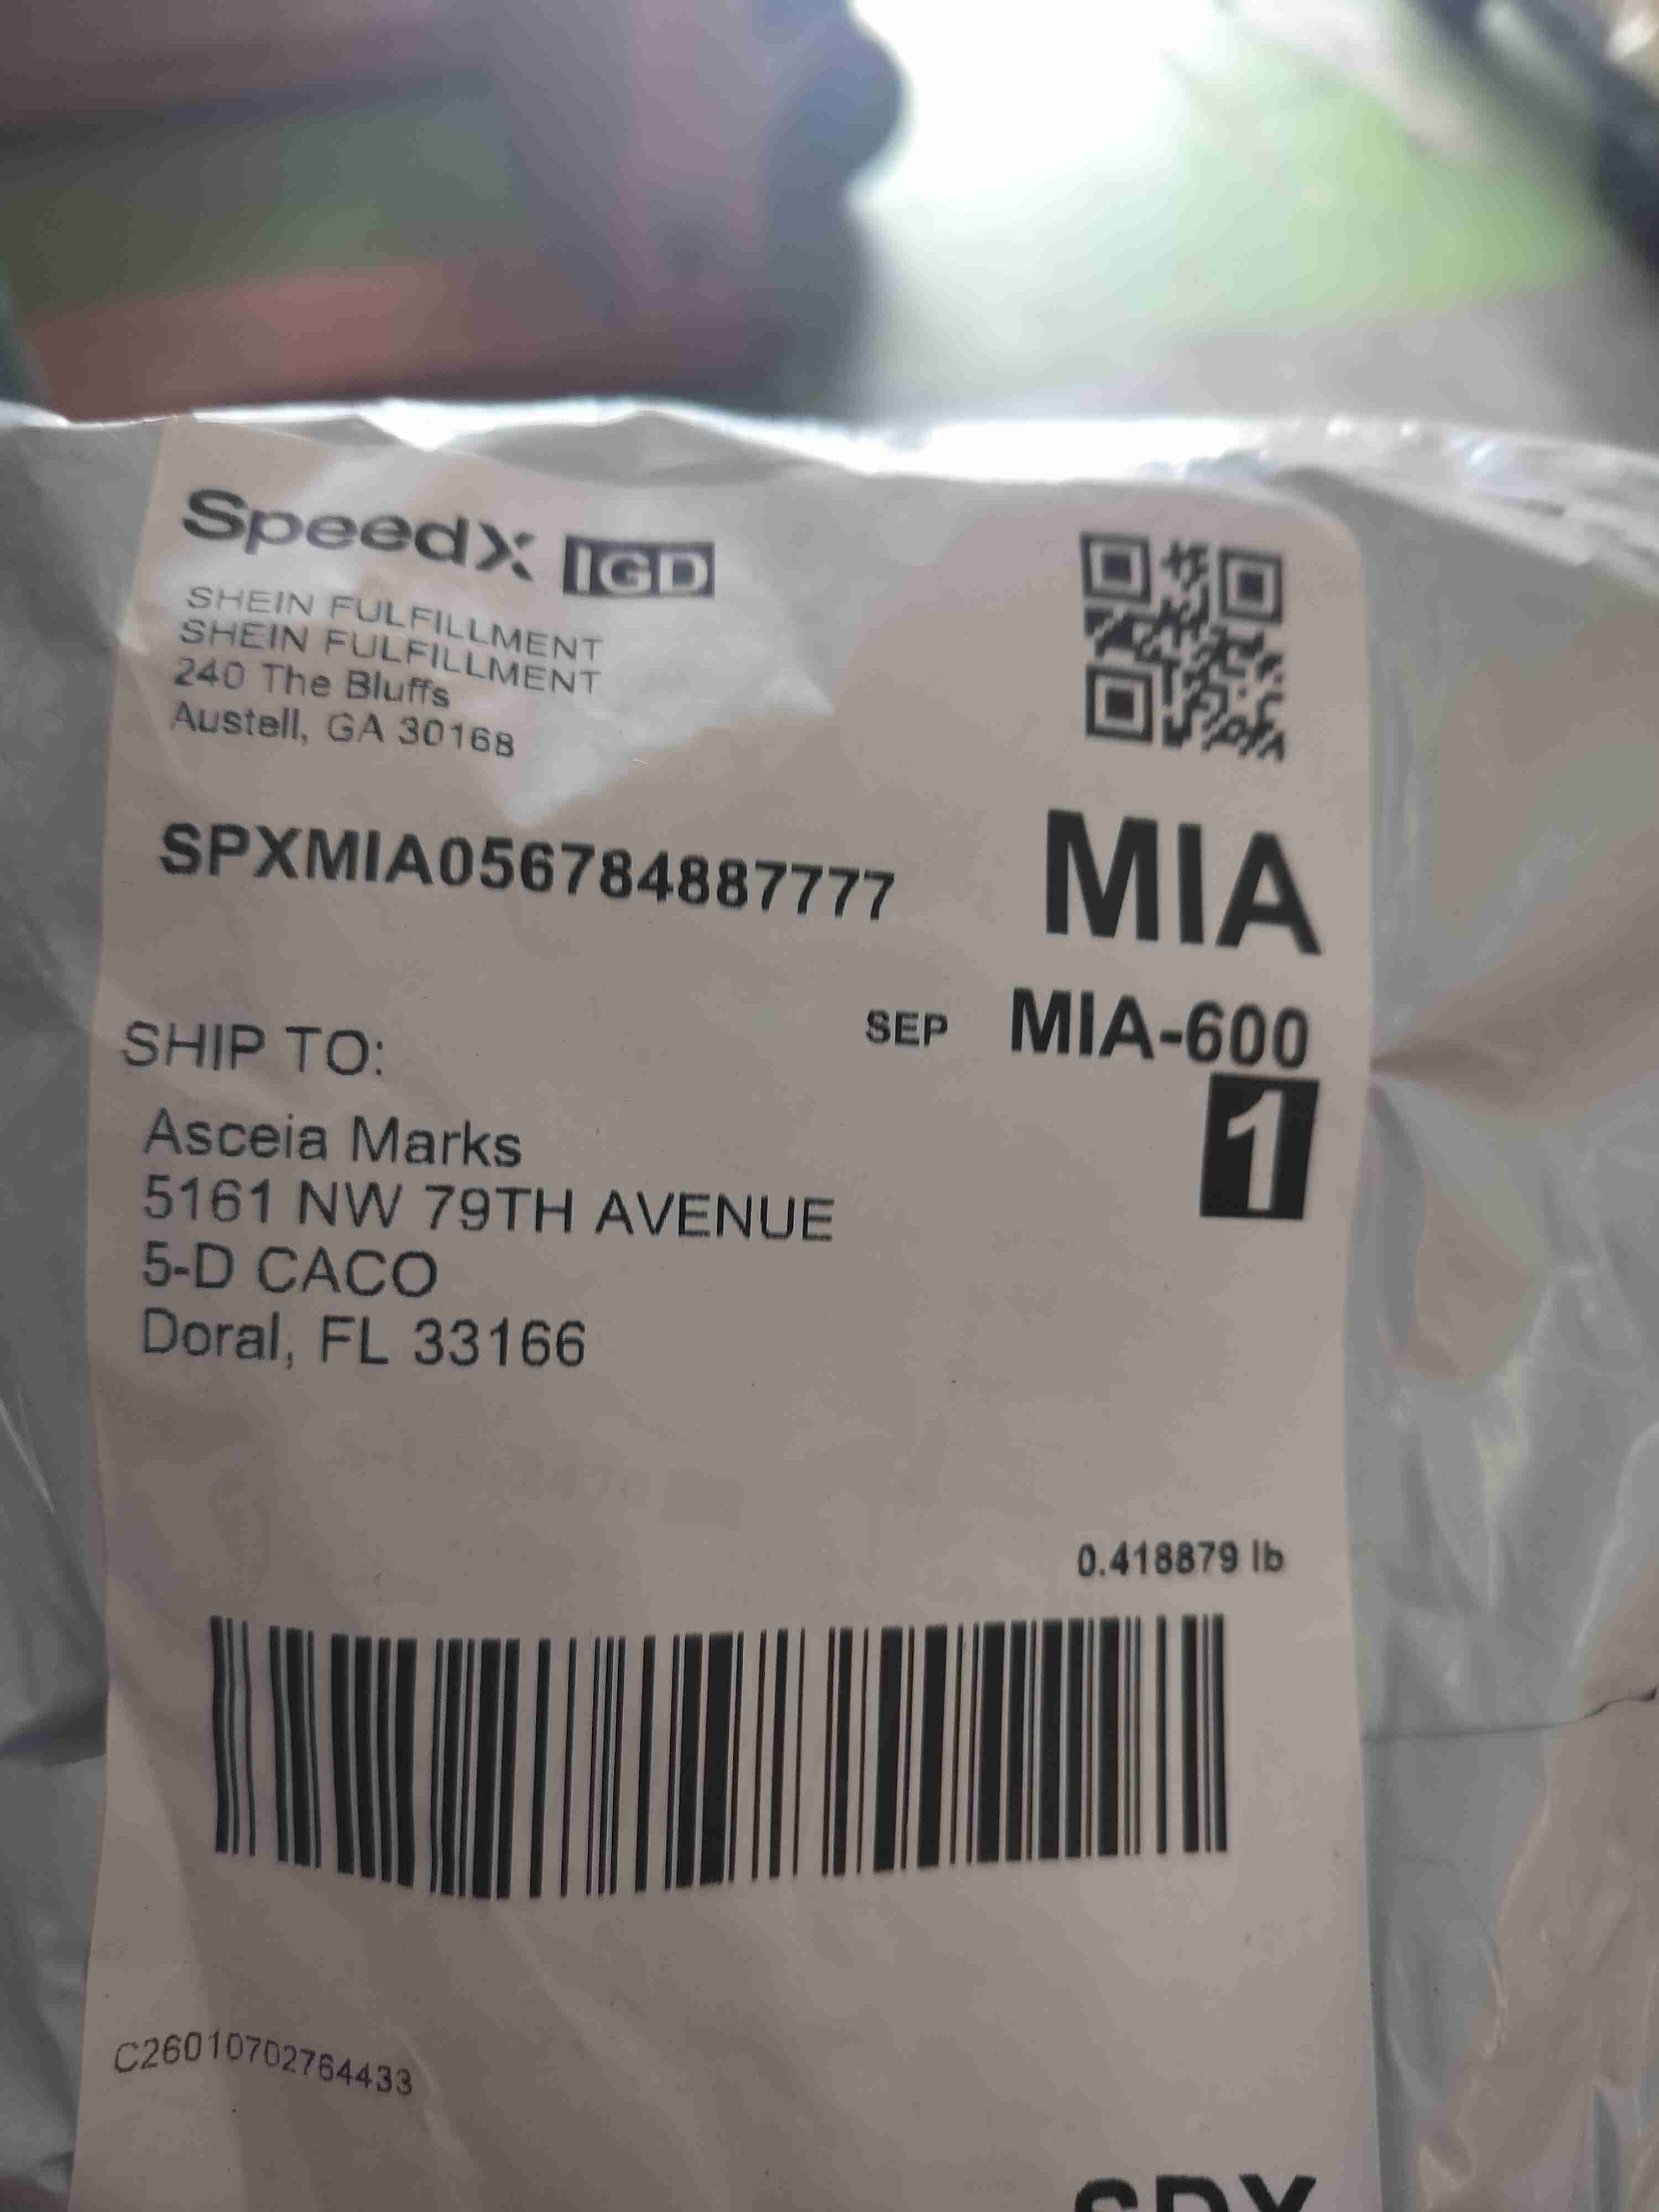 SpeedX IGD
SHEIN FULFILLMENT
SHEIN FULFILLMENT
240 The Bluffs
Austell, GA 30168
SPXMIA056784887777
MIA
SEP MIA-600
1
SHIP TO:
Asceia Marks
5161 NW 79TH AVENUE
5-D CACO
Doral, FL 33166
0.418879 lb
C26010702764433